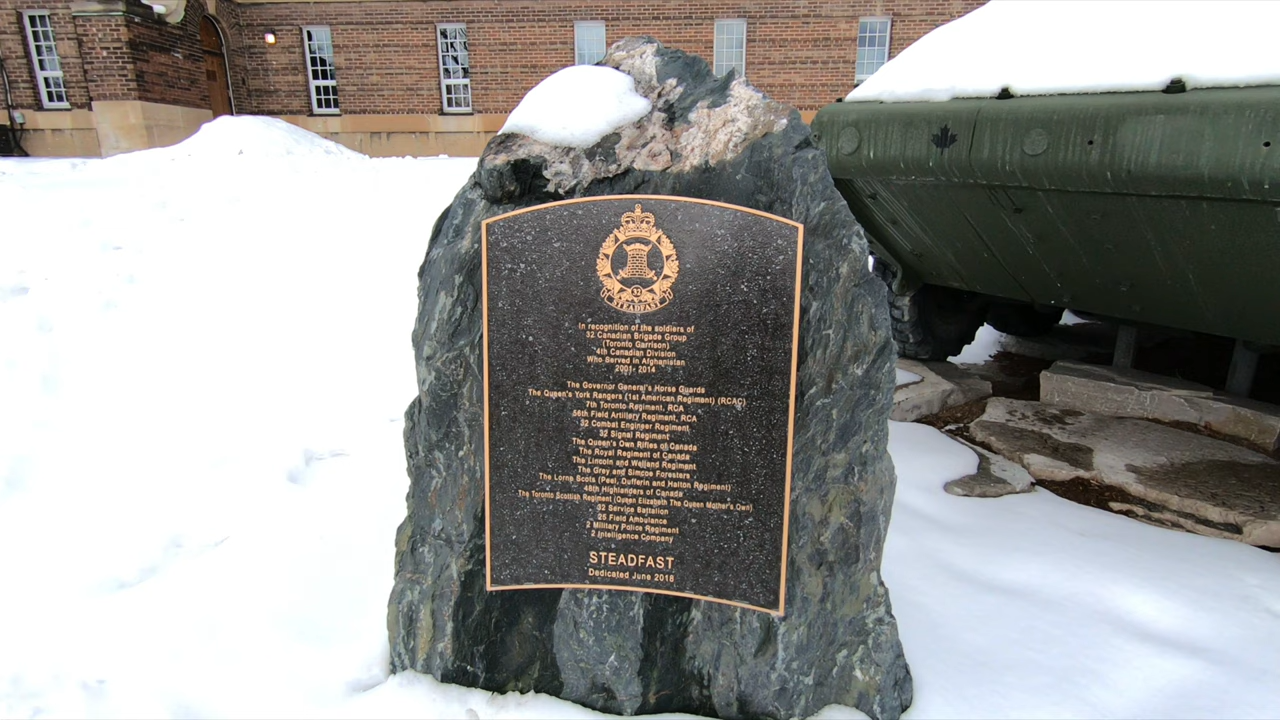 32
STEADFAST
In recognition of the soldiers of
32 Canadian Brigade Group
(Toronto Garrison)
4th Canadian Division
Who Served in Afghanistan
2001- 2014
The Governor General's Horse Guards
The Queen's York Rangers (1st American Regiment) (RCAC)
7th Toronto Regiment, RCA
56th Field Artillery Regiment, RCA
32 Combat Engineer Regiment
32 Signal Regiment
The Queen's Own Rifles of Canada
The Royal Regiment of Canada
The Lincoln and Welland Regiment
The Grey and Simcoe Foresters
The Lorne Scots (Peel, Dufferin and Halton Regiment)
48th Highlanders of Canada
The Toronto Scottish Regiment (Queen Elizabeth The Queen Mother's Own)
32 Service Battalion
25 Field Ambulance
2 Military Police Regiment
2 Intelligence Company
STEADFAST
Dedicated June 2018